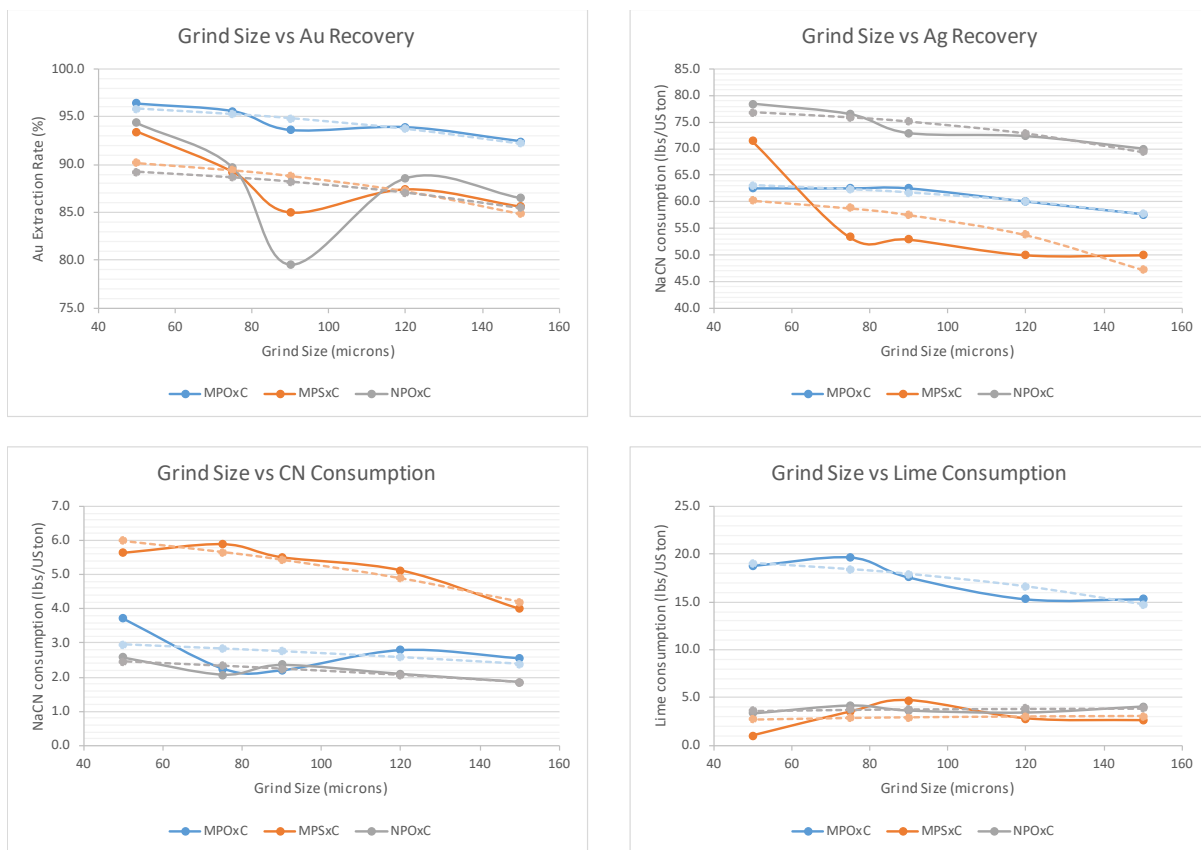 Grind Size vs Au Recovery
Au Extraction Rate (%)
100.0
95.0
90.0
85.0
80.0
75.0
40 60 80 100 120 140 160
Grind Size (microns)
MPOxC MPSxC NPOxC
Grind Size vs Ag Recovery
NaCN consumption (lbs/US ton)
85.0
80.0
75.0
70.0
65.0
60.0
55.0
50.0
45.0
40.0
40 60 80 100 120 140 160
Grind Size (microns)
MPOxC MPSxC NPOxC
Grind Size vs CN Consumption
NaCN consumption (lbs/US ton)
7.0
6.0
5.0
4.0
3.0
2.0
1.0
0.0
40 60 80 100 120 140 160
Grind Size (microns)
MPOxC MPSxC NPOxC
Grind Size vs Lime Consumption
Lime consumption (lbs/US ton)
25.0
20.0
15.0
10.0
5.0
0.0
40 60 80 100 120 140 160
Grind Size (microns)
MPOxC MPSxC NPOxC